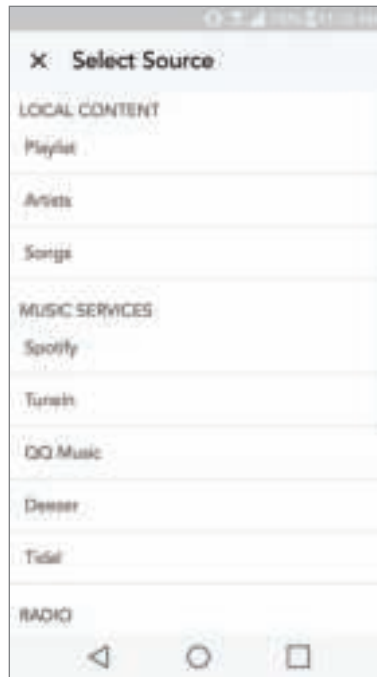 Select Source
LOCAL CONTENT
Playlist
Artists
Songs
MUSIC SERVICES
Spotify
TuneIn
QQ Music
Deezer
Tidal
RADIO